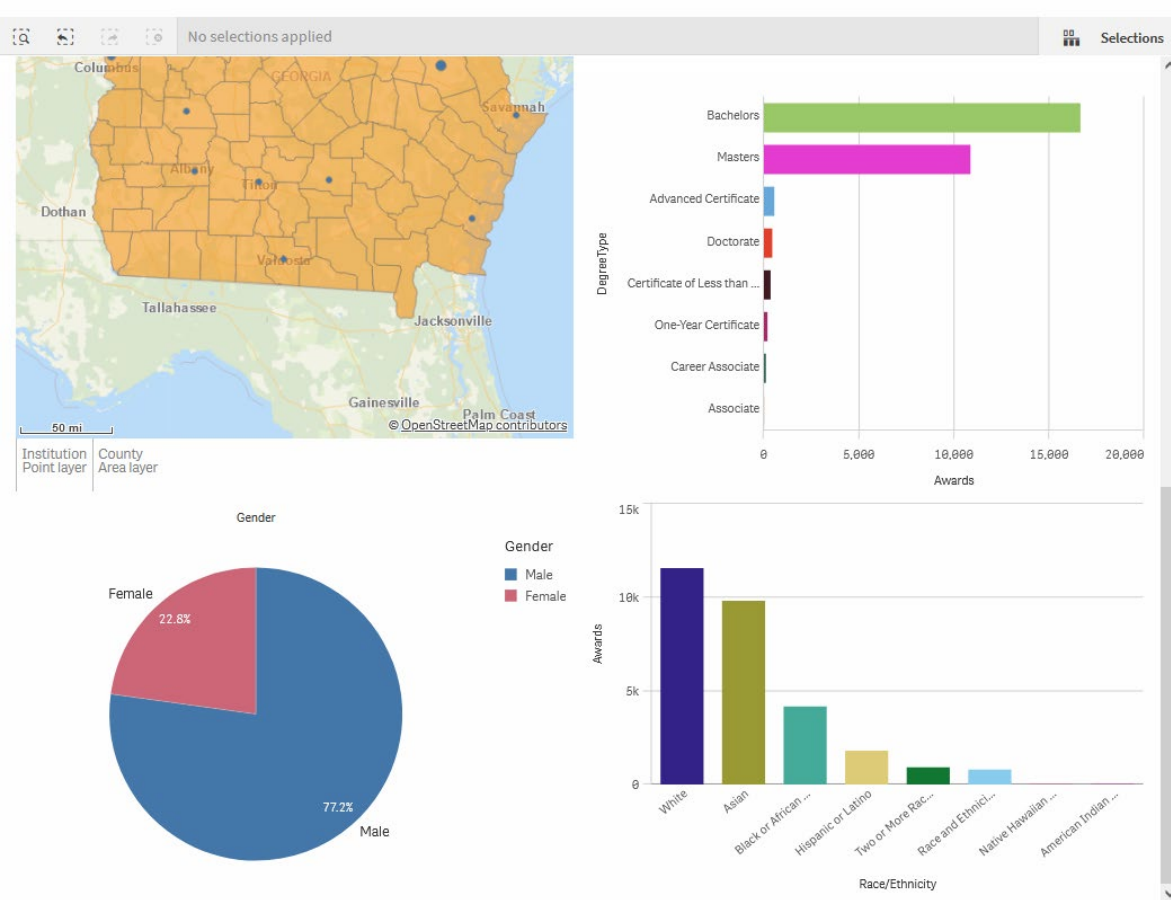 No selections applied
Selections
Columbus
GEORGIA
Savannah
Albany
Tifton
Dothan
Valdosta
Tallahassee
Jacksonville
Gainesville
Palm Coast
50 mi
© OpenStreetMap contributors
Institution
Point layer
County
Area layer
DegreeType
Bachelors
Masters
Advanced Certificate
Doctorate
Certificate of Less than ...
One-Year Certificate
Career Associate
Associate
0 5,000 10,000 15,000 20,000
Awards
Gender
Gender
Male
Female
Female
22.8%
77.2%
Male
Awards
15k
10k
5k
0
White
Asian
Black or African ...
Hispanic or Latino
Two or More Rac...
Race and Ethnici...
Native Hawaiian ...
American Indian ...
Race/Ethnicity